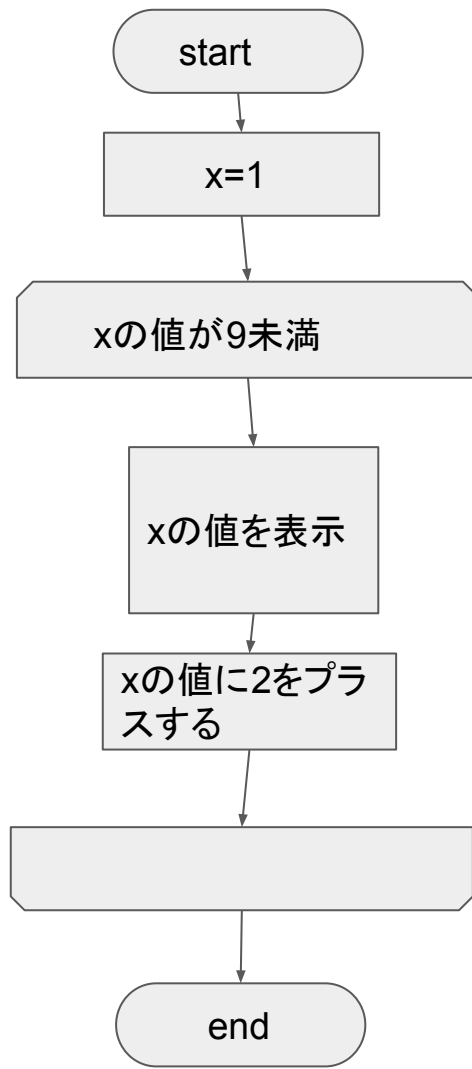 start
x=1
xの値が9未満
xの値を表示
xの値に2をプラ
スする
end